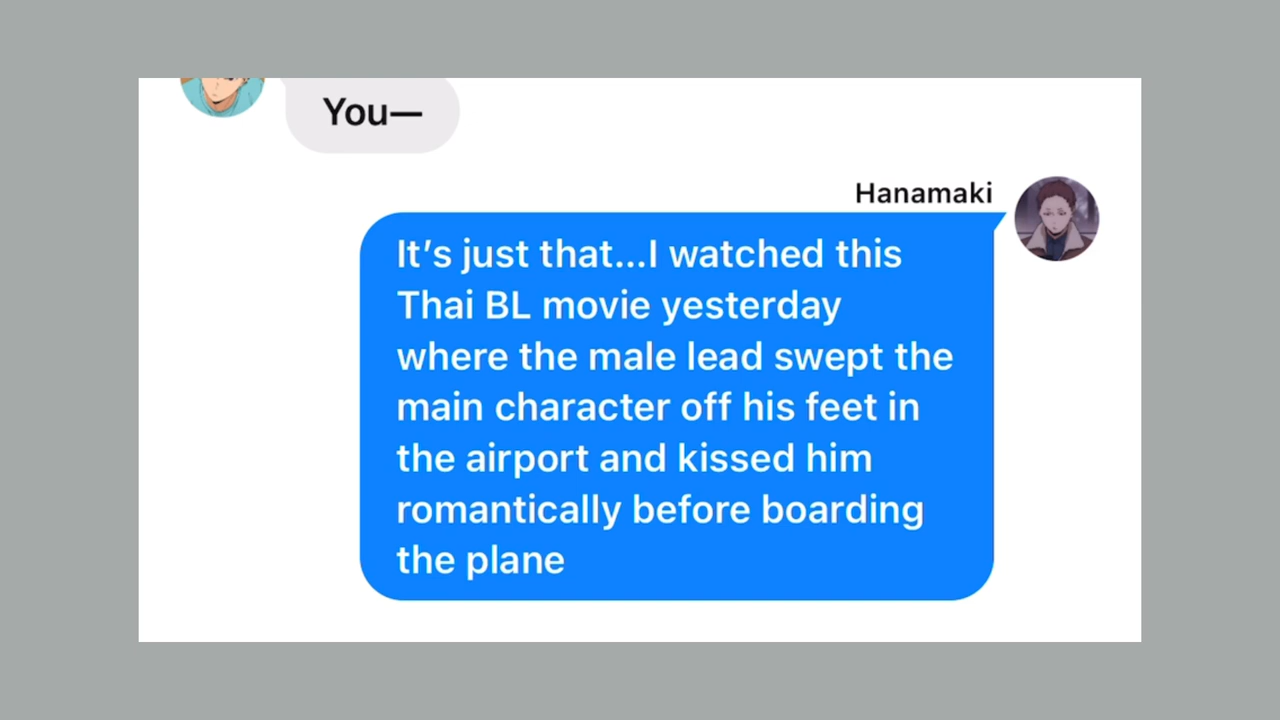 You—
Hanamaki
It’s just that...I watched this
Thai BL movie yesterday
where the male lead swept the
main character off his feet in
the airport and kissed him
romantically before boarding
the plane